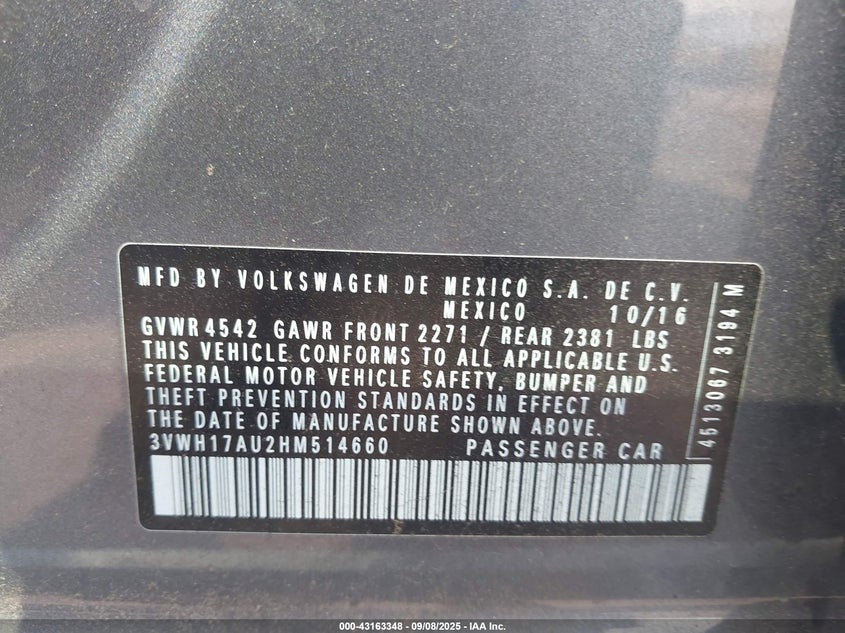 MFD BY VOLKSWAGEN DE MEXICO S.A. DE C.V.
MEXICO 10/16
GVWR 4542 GAWR FRONT 2271 / REAR 2381 LBS
THIS VEHICLE CONFORMS TO ALL APPLICABLE U.S.
FEDERAL MOTOR VEHICLE SAFETY, BUMPER AND
THEFT PREVENTION STANDARDS IN EFFECT ON
THE DATE OF MANUFACTURE SHOWN ABOVE.
3VWH17AU2HM514660 PASSENGER CAR
4513067 3194 M
000-43163348 - 09/08/2025 - IAA Inc.